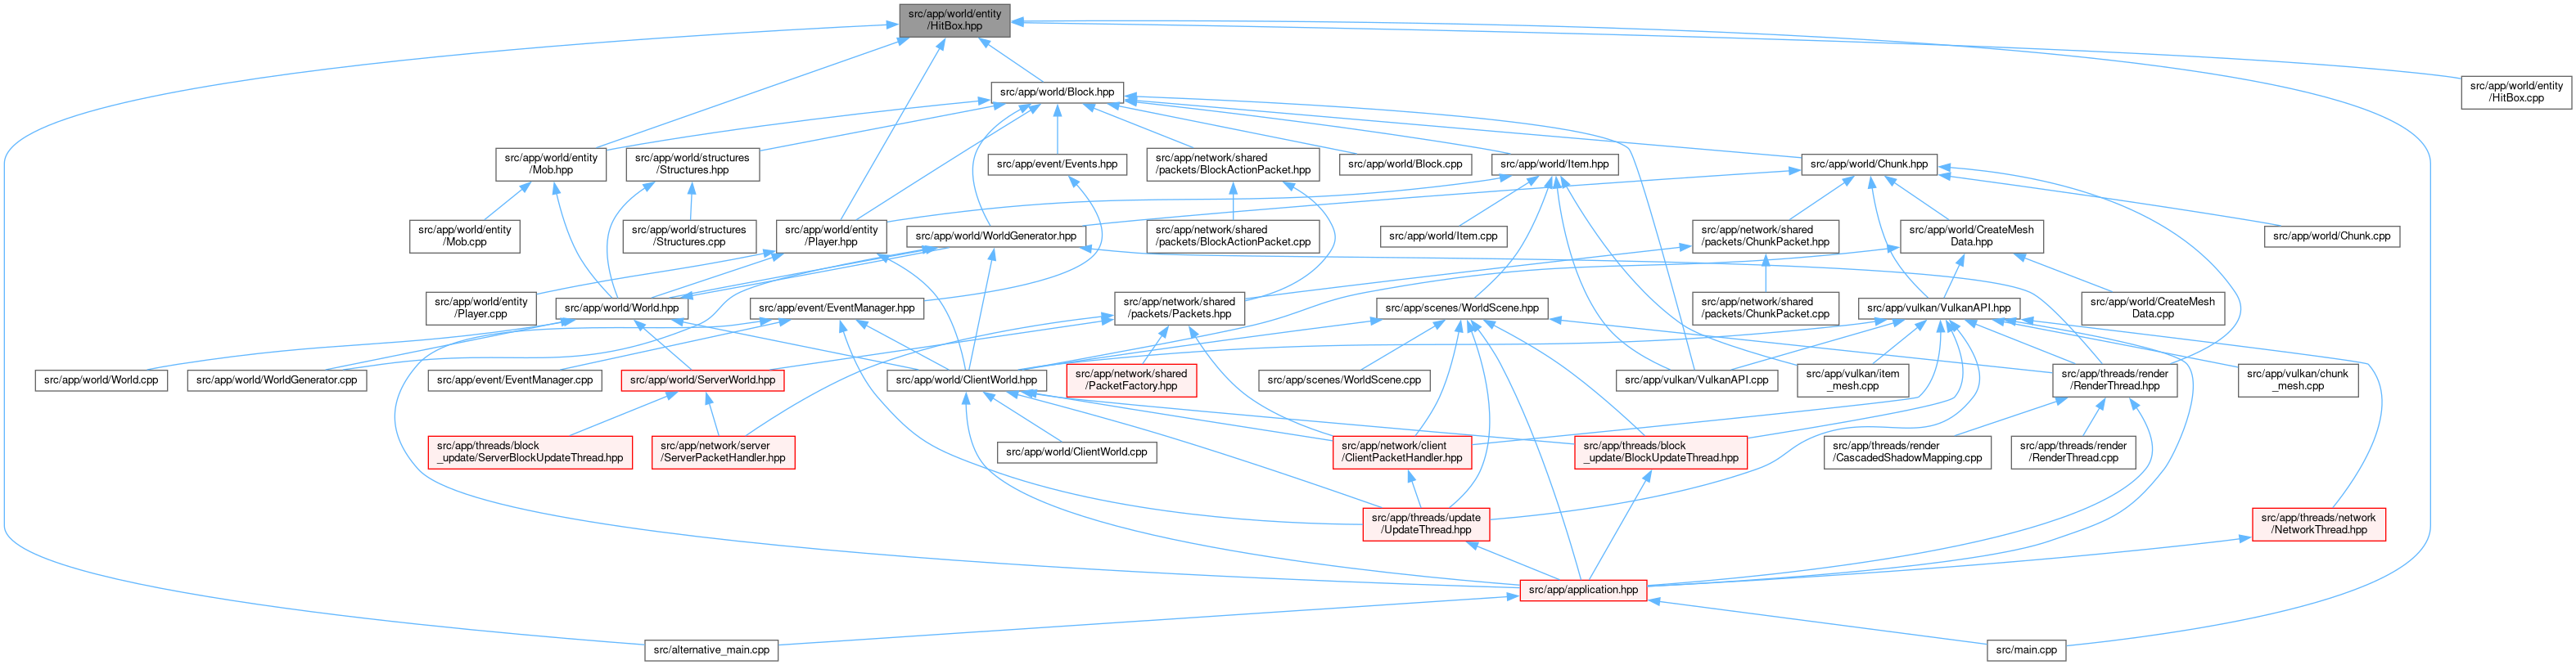 src/app/world/entity
/HitBox.hpp
src/app/world/entity
/HitBox.cpp
src/app/world/Block.hpp
src/app/world/entity
/Mob.hpp
src/app/world/structures
/Structures.hpp
src/app/event/Events.hpp
src/app/network/shared
/packets/BlockActionPacket.hpp
src/app/world/Block.cpp
src/app/world/Item.hpp
src/app/world/Chunk.hpp
src/app/world/entity
/Mob.cpp
src/app/world/structures
/Structures.cpp
src/app/world/entity
/Player.hpp
src/app/world/WorldGenerator.hpp
src/app/network/shared
/packets/BlockActionPacket.cpp
src/app/world/Item.cpp
src/app/network/shared
/packets/ChunkPacket.hpp
src/app/world/CreateMesh
Data.hpp
src/app/world/Chunk.cpp
src/app/world/entity
/Player.cpp
src/app/world/World.hpp
src/app/event/EventManager.hpp
src/app/network/shared
/packets/Packets.hpp
src/app/scenes/WorldScene.hpp
src/app/network/shared
/packets/ChunkPacket.cpp
src/app/vulkan/VulkanAPI.hpp
src/app/world/CreateMesh
Data.cpp
src/app/world/World.cpp
src/app/world/WorldGenerator.cpp
src/app/event/EventManager.cpp
src/app/world/ServerWorld.hpp
src/app/world/ClientWorld.hpp
src/app/network/shared
/PacketFactory.hpp
src/app/scenes/WorldScene.cpp
src/app/vulkan/VulkanAPI.cpp
src/app/vulkan/item
_mesh.cpp
src/app/threads/render
/RenderThread.hpp
src/app/vulkan/chunk
_mesh.cpp
src/app/threads/block
_update/ServerBlockUpdateThread.hpp
src/app/network/server
/ServerPacketHandler.hpp
src/app/world/ClientWorld.cpp
src/app/network/client
/ClientPacketHandler.hpp
src/app/threads/block
_update/BlockUpdateThread.hpp
src/app/threads/render
/CascadedShadowMapping.cpp
src/app/threads/render
/RenderThread.cpp
src/app/threads/update
/UpdateThread.hpp
src/app/threads/network
/NetworkThread.hpp
src/app/application.hpp
src/alternative_main.cpp
src/main.cpp